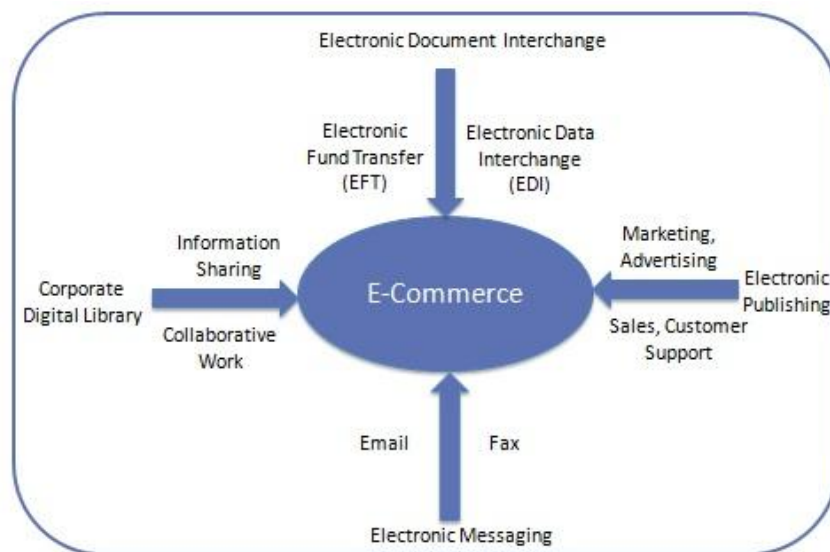 Electronic Document Interchange
Electronic
Fund Transfer
(EFT)
Electronic Data
Interchange
(EDI)
Information
Sharing
Marketing,
Advertising
Corporate
Digital Library
E-Commerce
Electronic
Publishing
Collaborative
Work
Sales, Customer
Support
Email
Fax
Electronic Messaging